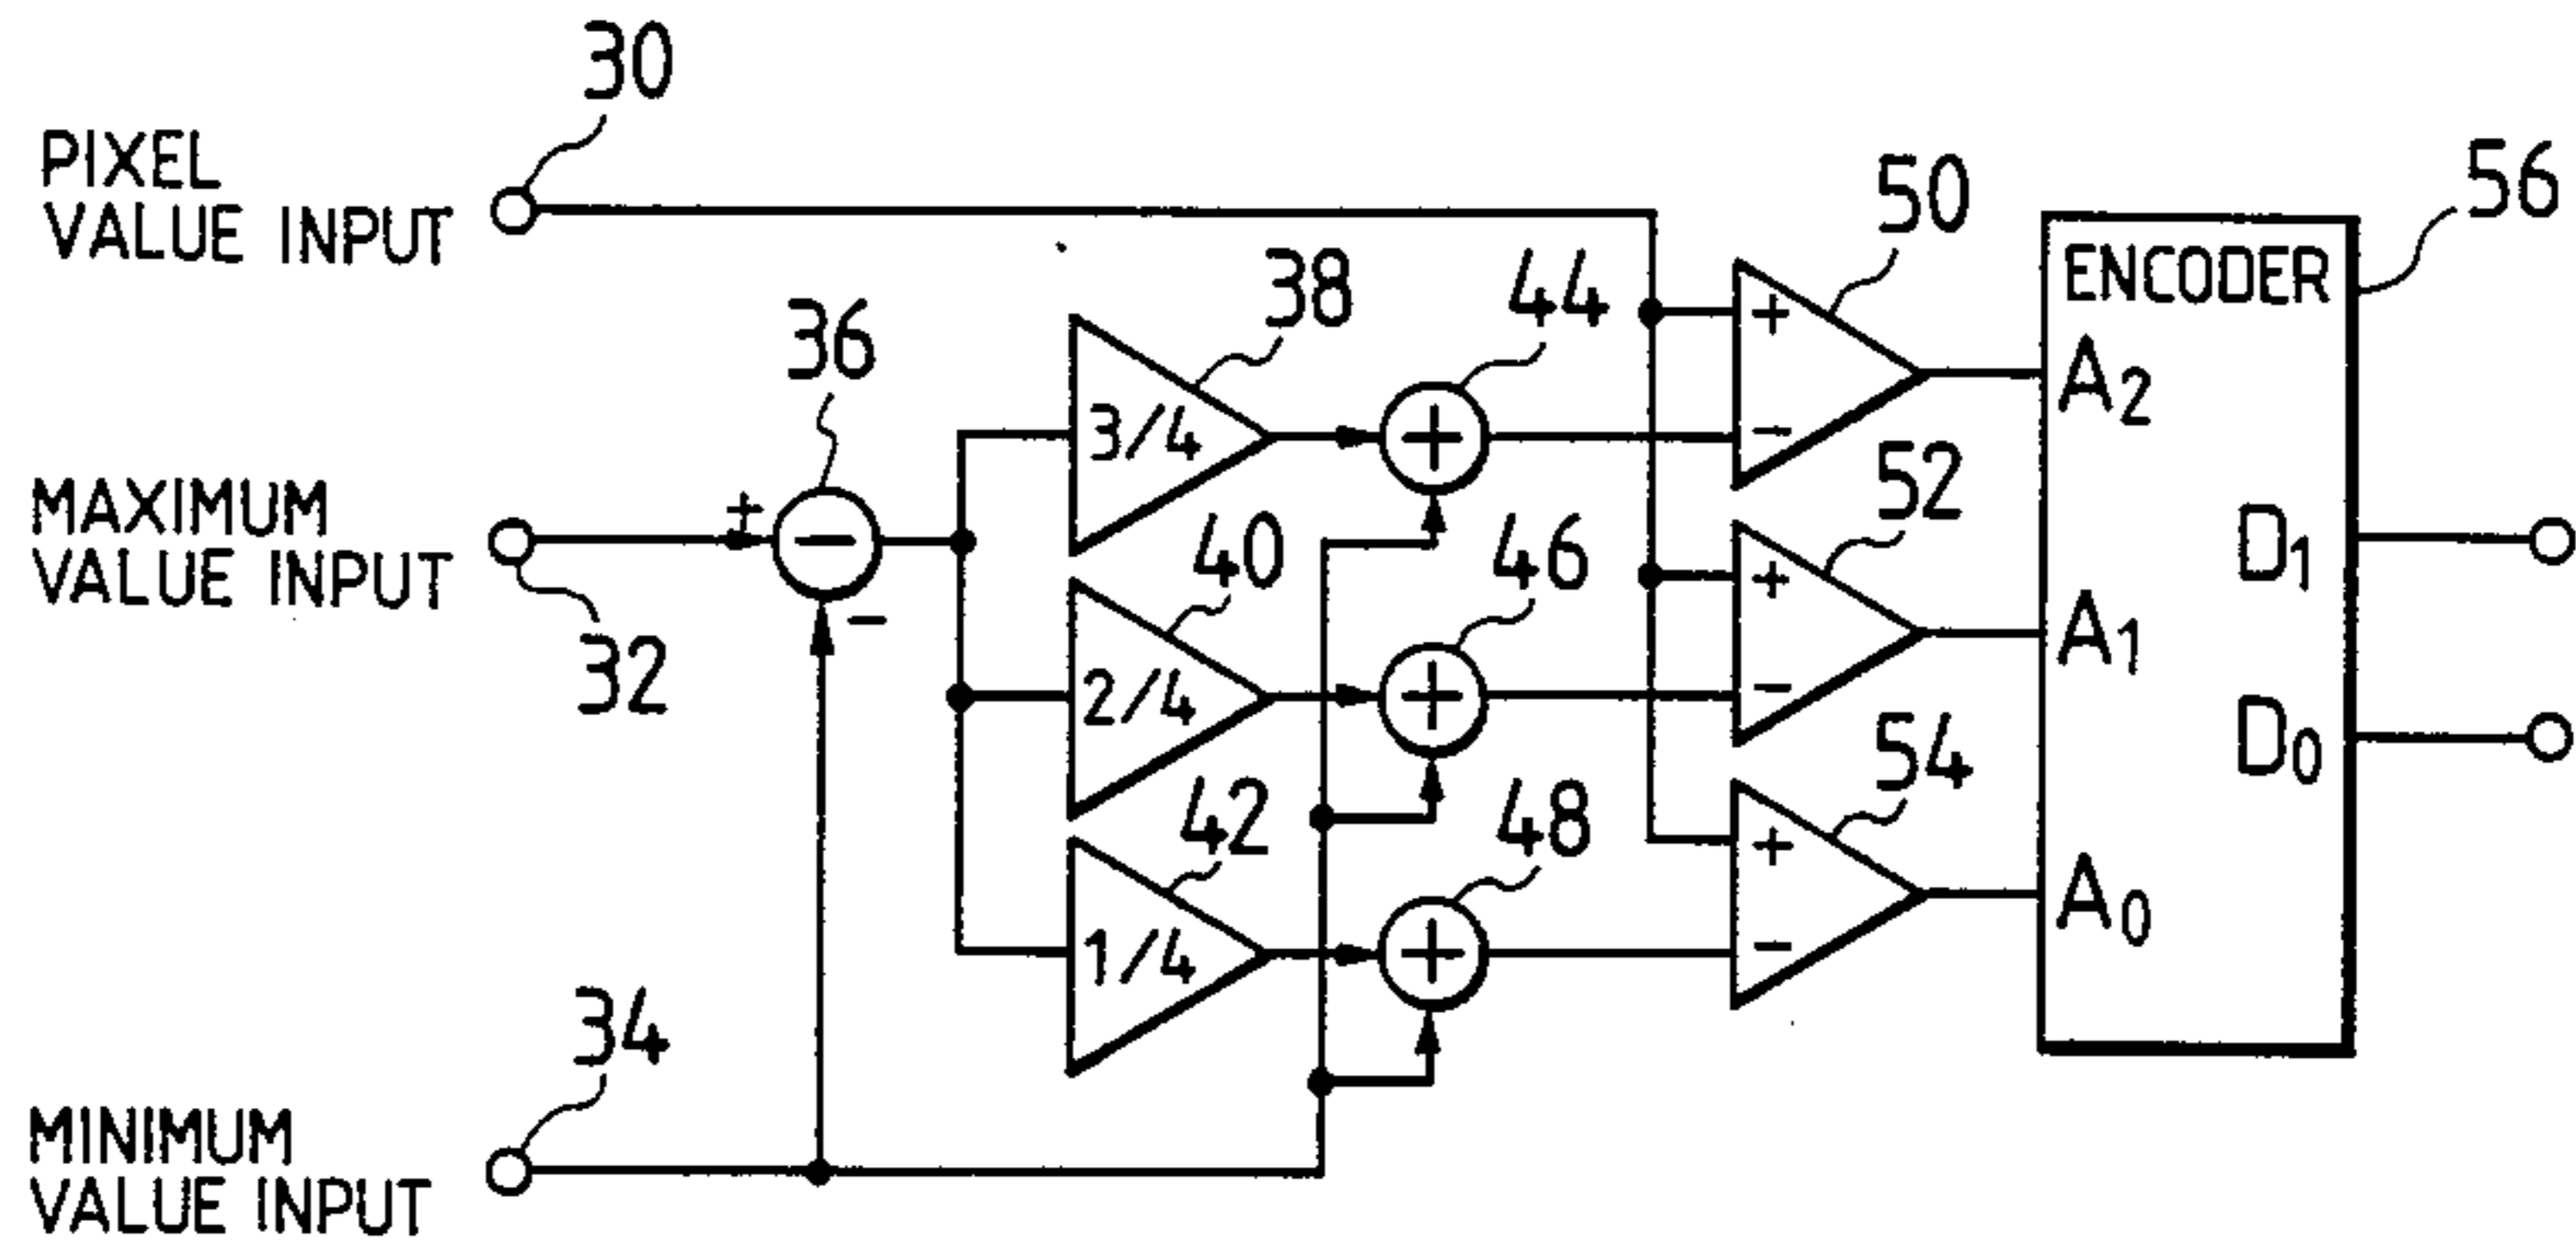 30
PIXEL
VALUE INPUT
50
56
ENCODER
38
44
36
+
-
3/4
+
+
-
A2
MAXIMUM
VALUE INPUT
32
+
-
40
46
52
2/4
+
+
-
A1
D1
42
48
54
1/4
+
+
-
A0
D0
34
MINIMUM
VALUE INPUT